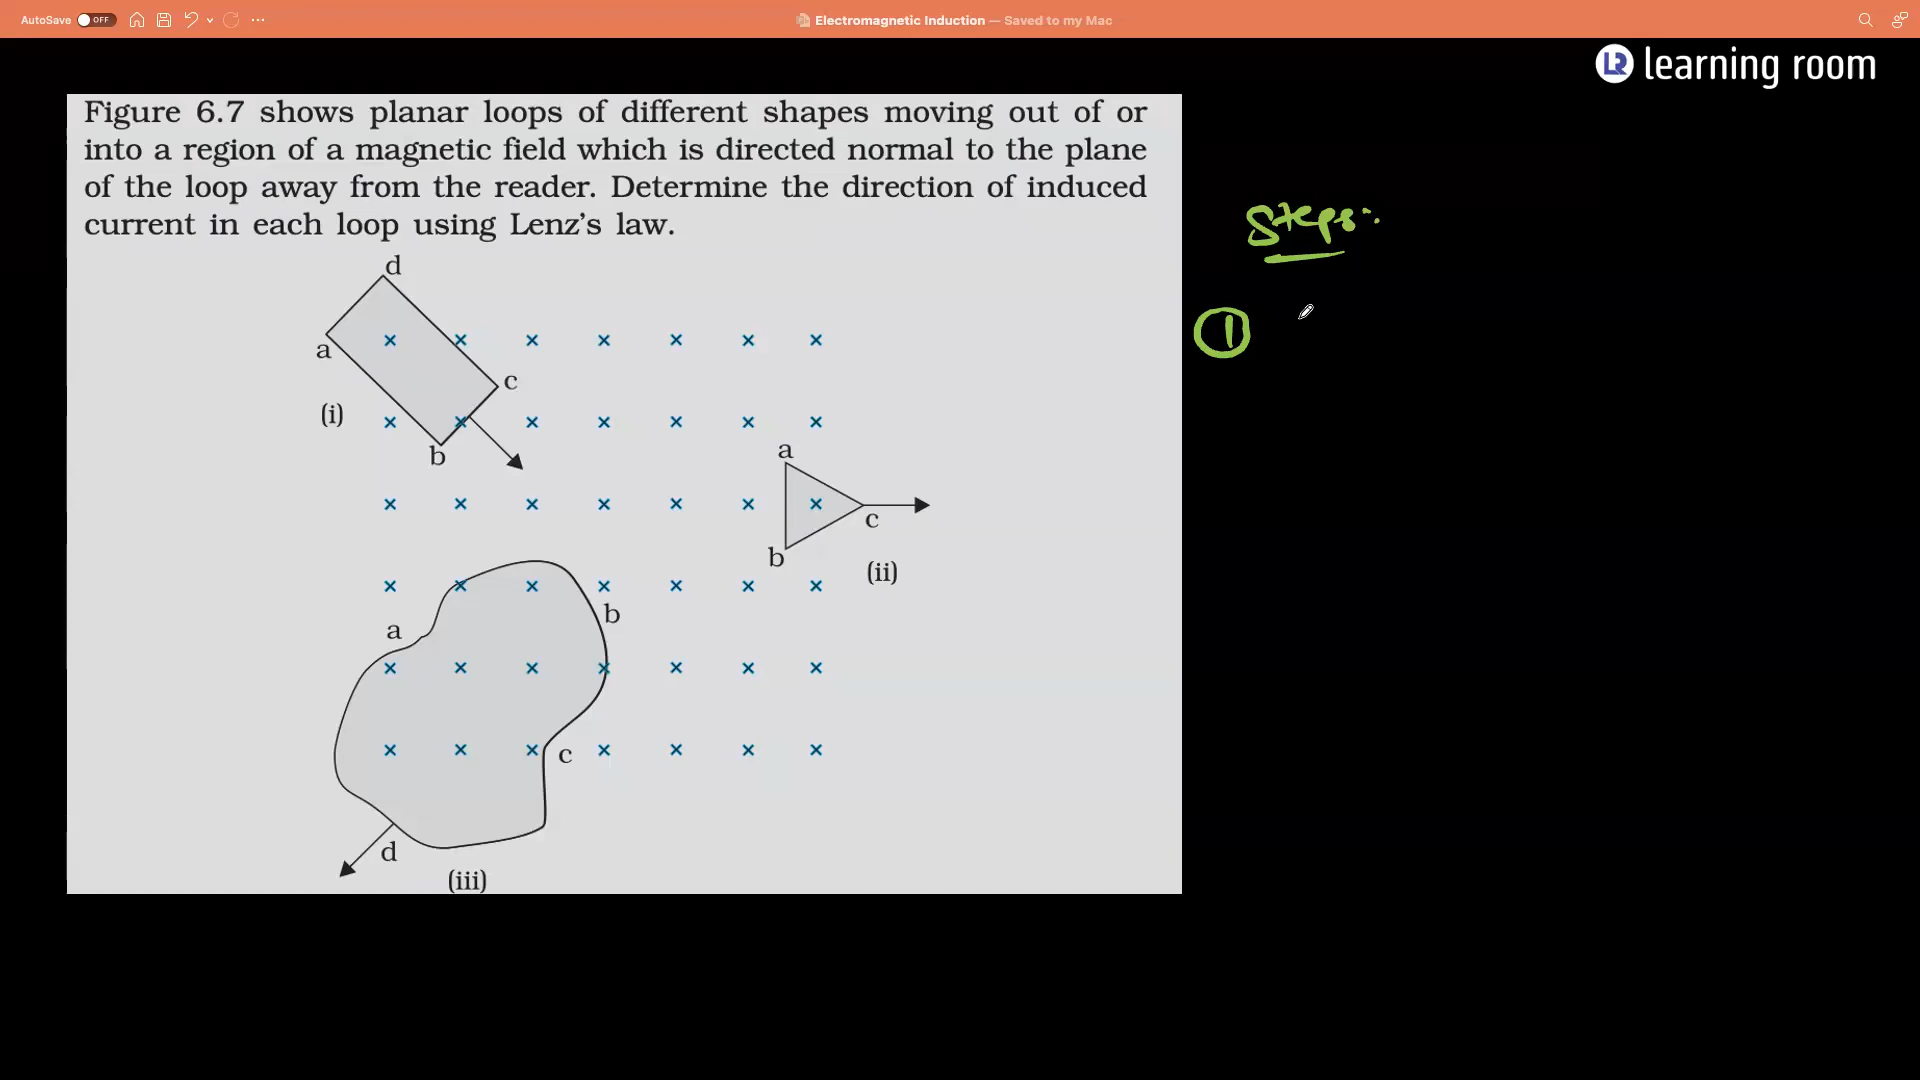 AutoSave OFF
Electromagnetic Induction — Saved to my Mac
LR learning room
Figure 6.7 shows planar loops of different shapes moving out of or
into a region of a magnetic field which is directed normal to the plane
of the loop away from the reader. Determine the direction of induced
current in each loop using Lenz’s law.
Steps:
①
d
a
c
(i)
b
a
c
b
(ii)
b
a
c
d
(iii)